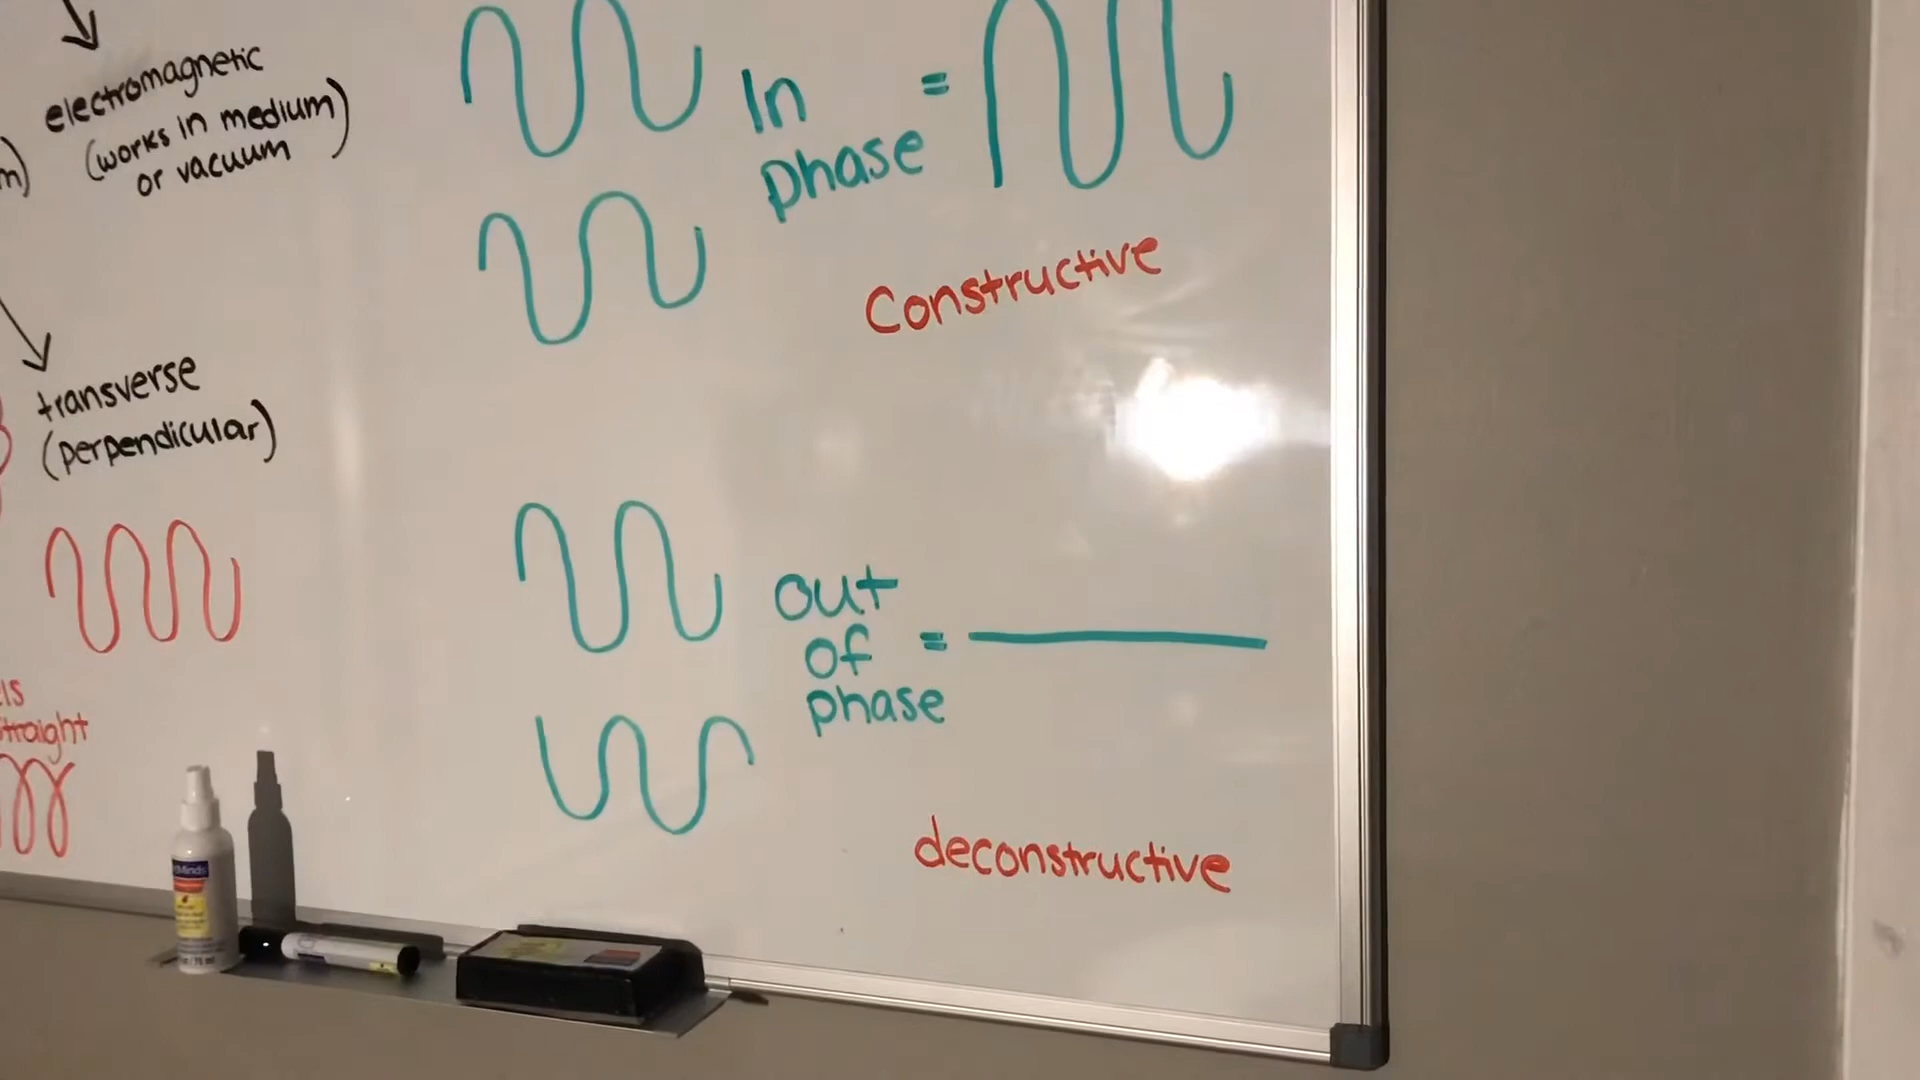 electromagnetic
(works in medium)
or vacuum
In
phase
=
Constructive
transverse
(perpendicular)
out
of
phase
=
deconstructive